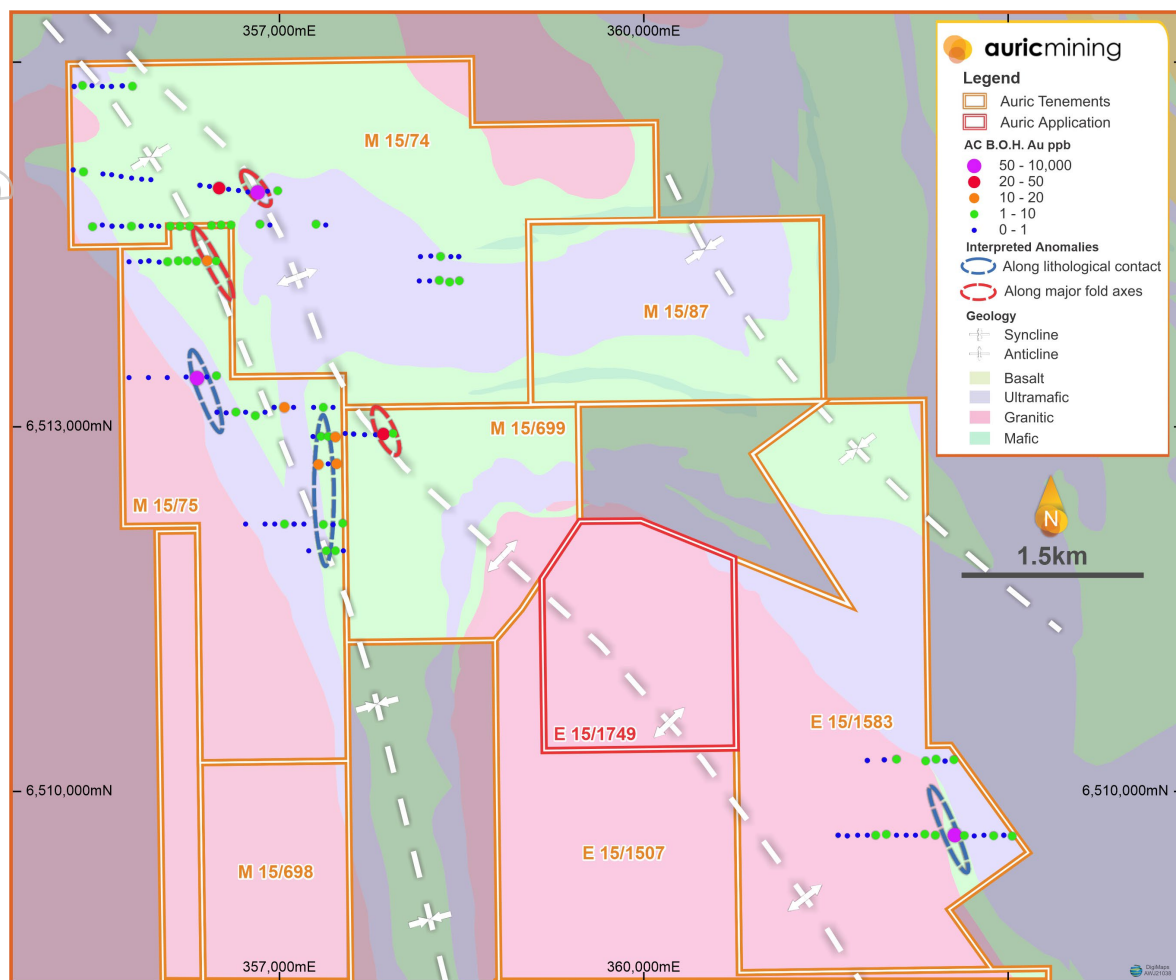 357,000mE
360,000mE
auricmining
Legend
Auric Tenements
Auric Application
AC B.O.H. Au ppb
50 - 10,000
20 - 50
10 - 20
1 - 10
0 - 1
Interpreted Anomalies
Along lithological contact
Along major fold axes
Geology
Syncline
Anticline
Basalt
Ultramafic
Granitic
Mafic
M 15/74
M 15/87
6,513,000mN
M 15/699
M 15/75
N
1.5km
E 15/1749
E 15/1583
6,510,000mN
6,510,000mN
E 15/1507
M 15/698
357,000mE
360,000mE
DigiMaps